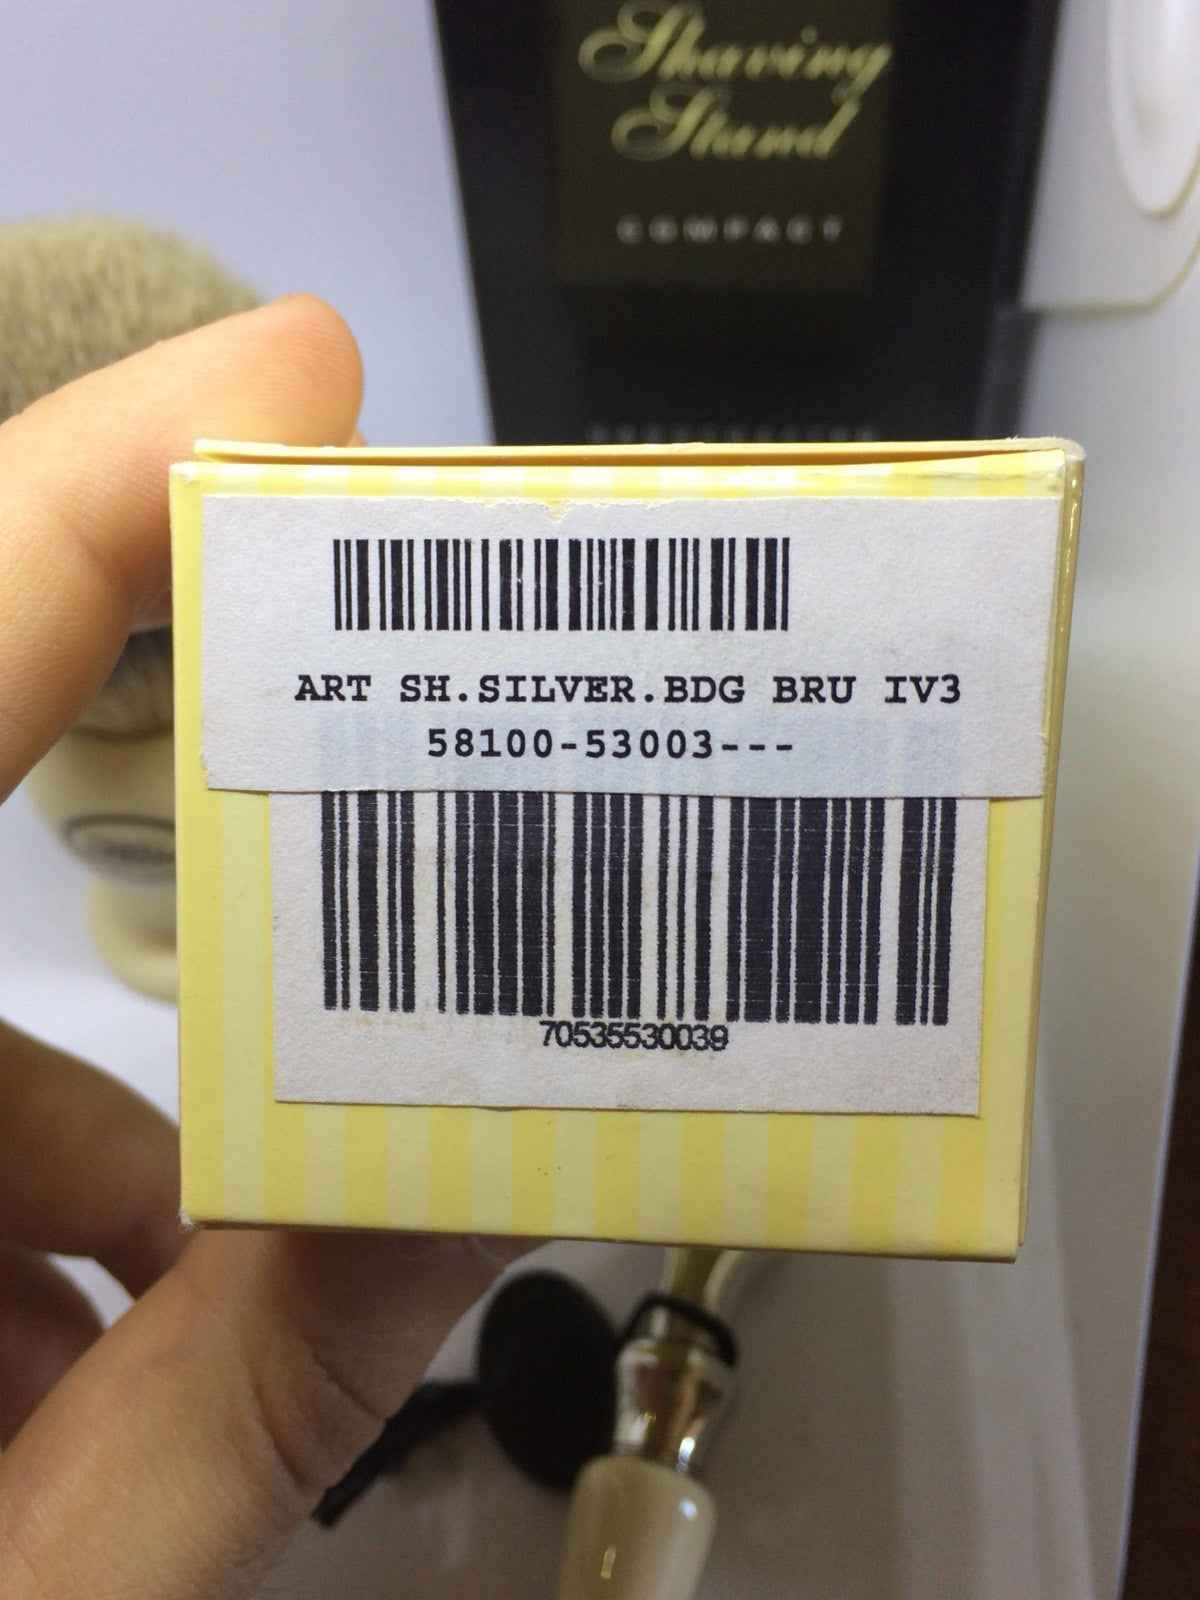 Shaving
Stand
COMPACT
ART SH.SILVER.BDG BRU IV3
58100-53003---
70535530039